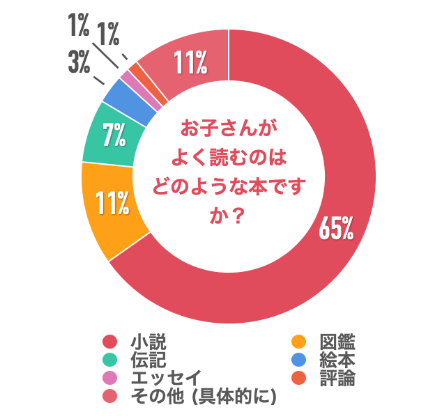 1%
1%
3%
11%
7%
11%
65%
お子さんが
よく読むのは
どのような本です
か？
小説
図鑑
伝記
絵本
エッセイ
評論
その他 (具体的に)